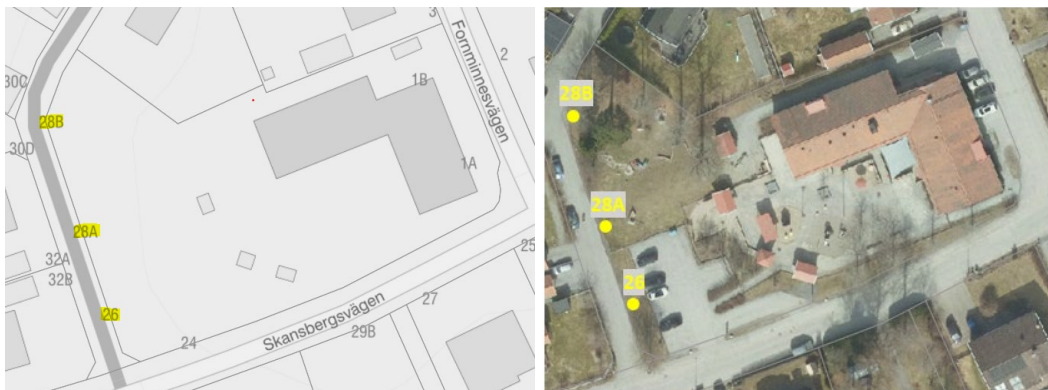 3
Fornminnesvägen
2
30C
1B
28B
30D
1A
28A
32A
32B
26
25
27
24
Skansbergsvägen
29B
28B
28A
26